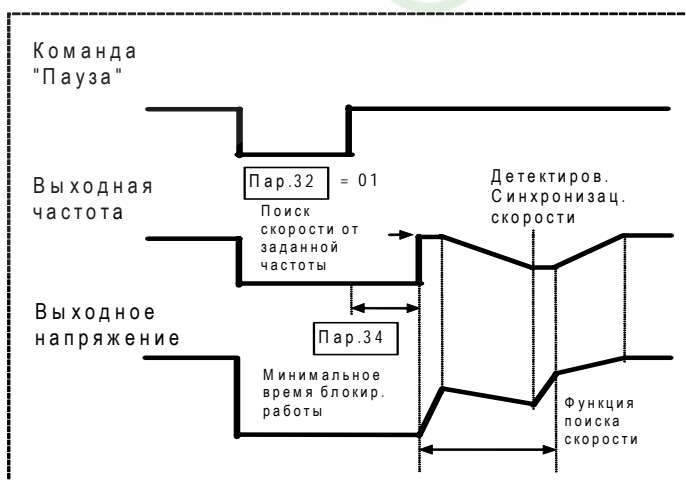 Команда
"Пауза"
Пар.32 = 01
Выходная
частота
Поиск
скорости от
заданной
частоты
Детектиров.
Синхронизац.
скорости
Выходное
напряжение
Пар.34
Минимальное
время блокир.
работы
Функция
поиска
скорости